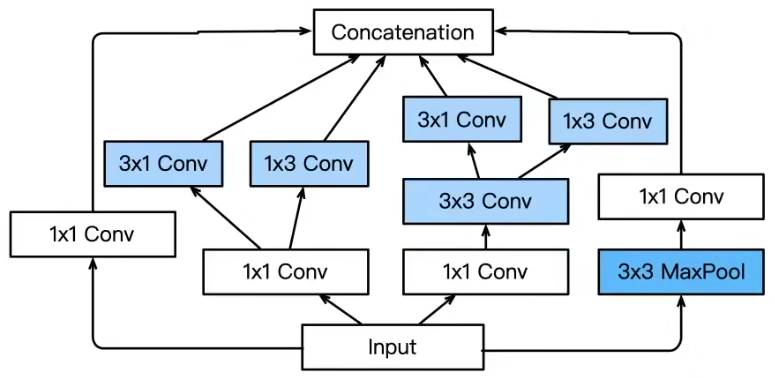 Concatenation
3x1 Conv
1x3 Conv
3x1 Conv
1x3 Conv
3x3 Conv
1x1 Conv
1x1 Conv
1x1 Conv
1x1 Conv
3x3 MaxPool
Input